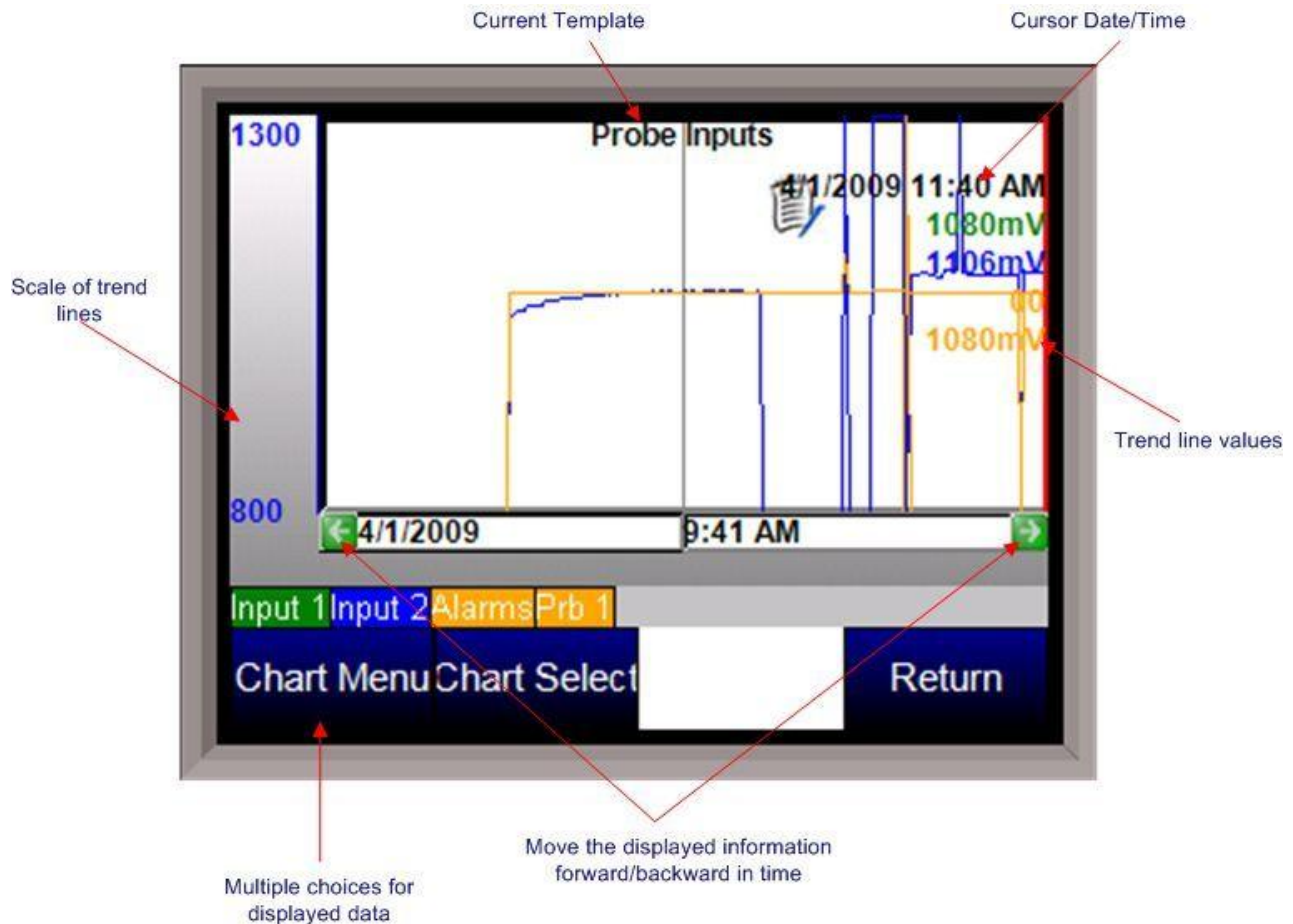 Current Template
Cursor Date/Time
1300
Probe Inputs
4/1/2009 11:40 AM
1080mV
1106mV
Scale of trend
lines
00
1080mV
Trend line values
800
4/1/2009
9:41 AM
Input 1
Input 2
Alarms
Prb 1
Chart Menu
Chart Select
Return
Move the displayed information
forward/backward in time
Multiple choices for
displayed data